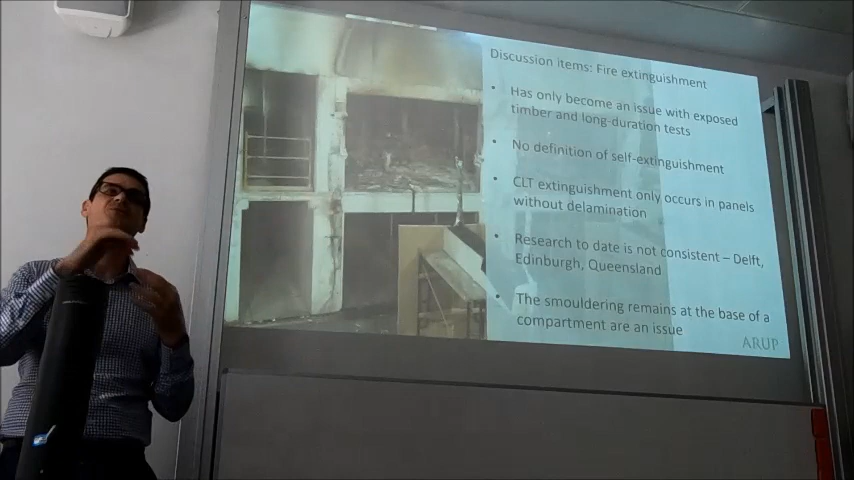 Discussion items: Fire extinguishment
• Has only become an issue with exposed
timber and long-duration tests
• No definition of self-extinguishment
• CLT extinguishment only occurs in panels
without delamination
• Research to date is not consistent – Delft,
Edinburgh, Queensland
• The smouldering remains at the base of a
compartment are an issue
ARUP